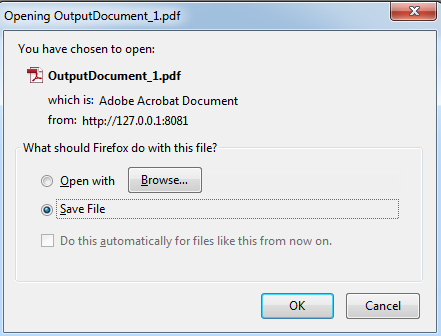 Opening OutputDocument_1.pdf
You have chosen to open:
OutputDocument_1.pdf
which is: Adobe Acrobat Document
from: http://127.0.0.1:8081
What should Firefox do with this file?
Open with Browse...
Save File
Do this automatically for files like this from now on.
OK Cancel